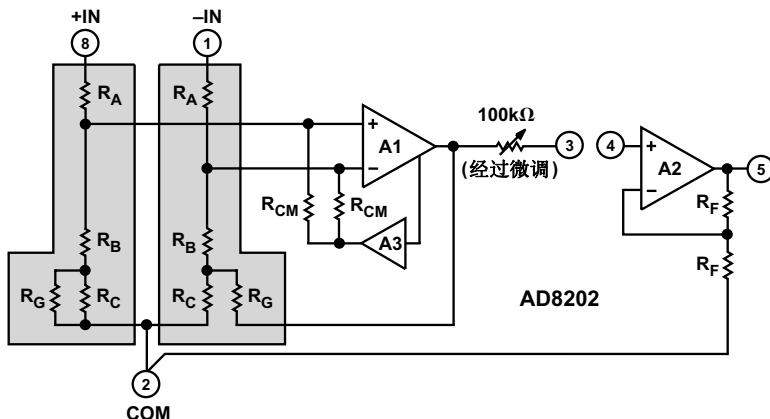 +IN
–IN
8
1
RA
RA
100kΩ
+
A1
–
3
(经过微调)
4
+
A2
–
5
RCM
RCM
A3
RF
RB
RB
RF
RG
RC
RC
RG
AD8202
2
COM